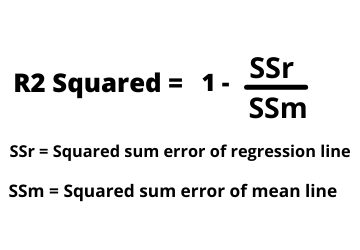 R2 Squared = 1 - SSr
SSm
SSr = Squared sum error of regression line
SSm = Squared sum error of mean line